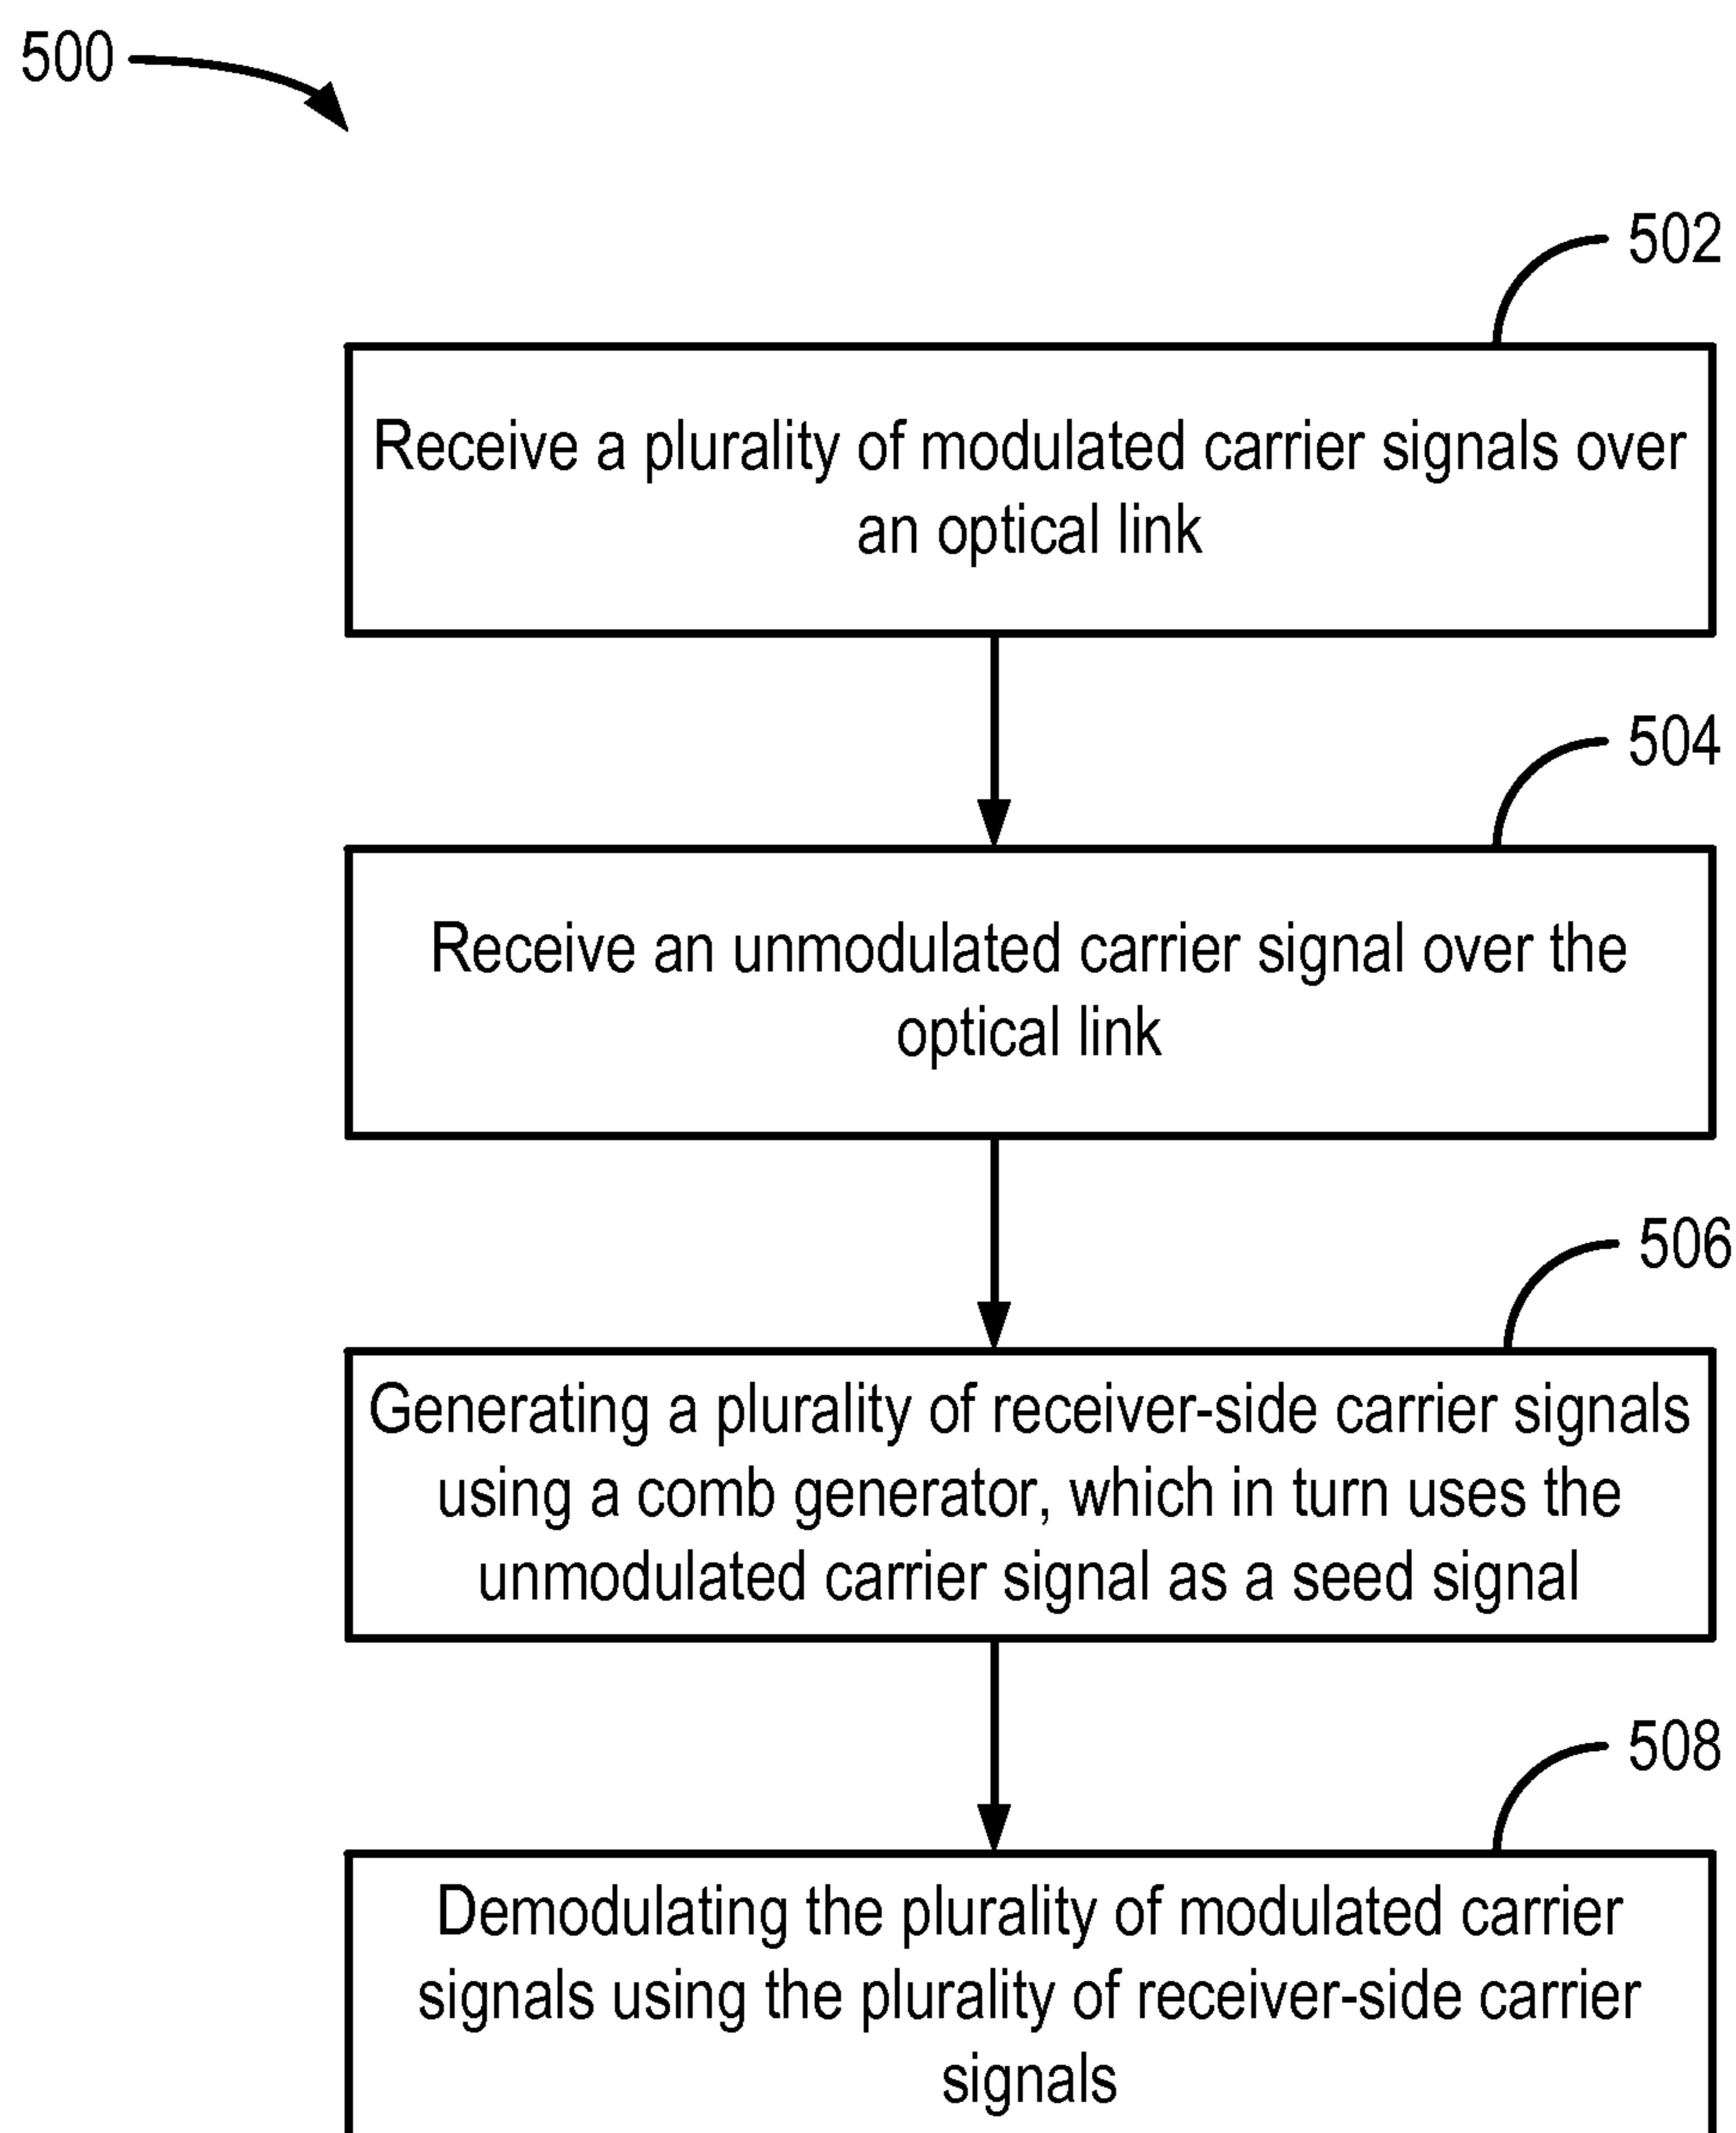 500
502
Receive a plurality of modulated carrier signals over
an optical link
504
Receive an unmodulated carrier signal over the
optical link
506
Generating a plurality of receiver-side carrier signals
using a comb generator, which in turn uses the
unmodulated carrier signal as a seed signal
508
Demodulating the plurality of modulated carrier
signals using the plurality of receiver-side carrier
signals